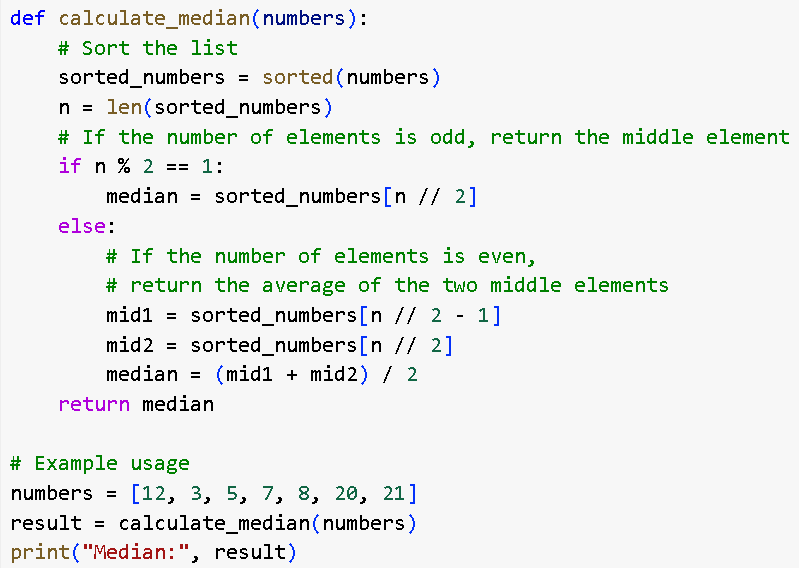 def calculate_median(numbers):
    # Sort the list
    sorted_numbers = sorted(numbers)
    n = len(sorted_numbers)
    # If the number of elements is odd, return the middle element
    if n % 2 == 1:
        median = sorted_numbers[n // 2]
    else:
        # If the number of elements is even,
        # return the average of the two middle elements
        mid1 = sorted_numbers[n // 2 - 1]
        mid2 = sorted_numbers[n // 2]
        median = (mid1 + mid2) / 2
    return median

# Example usage
numbers = [12, 3, 5, 7, 8, 20, 21]
result = calculate_median(numbers)
print("Median:", result)